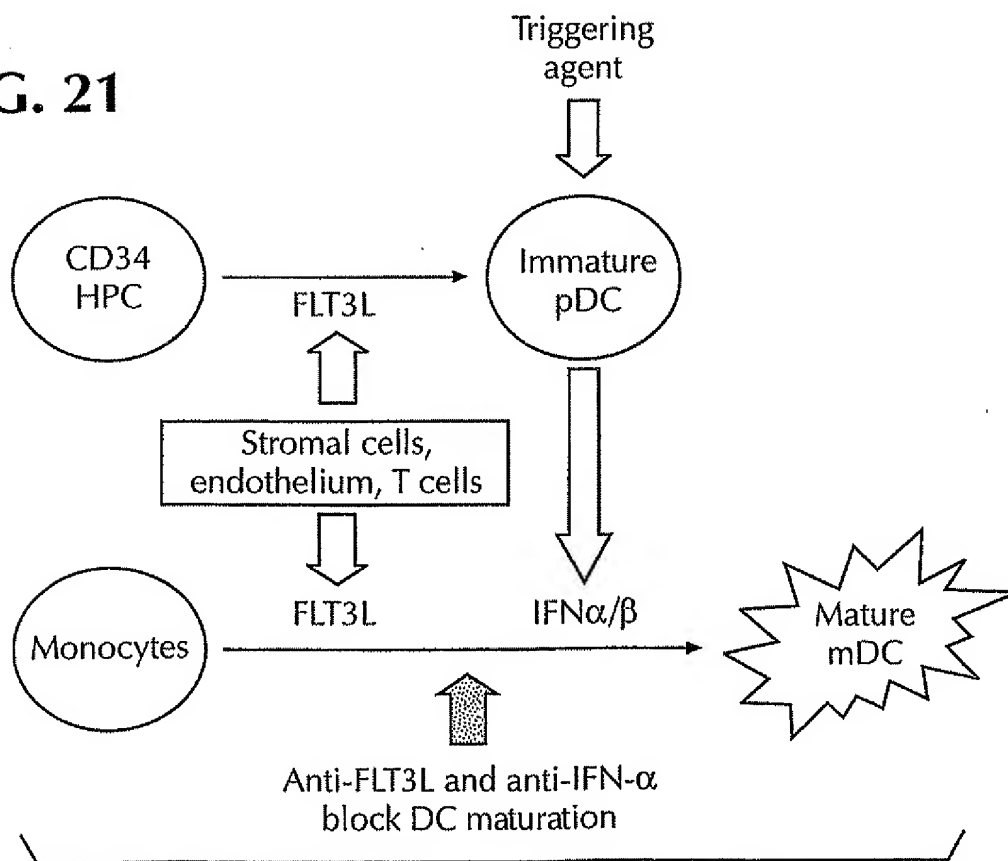 G. 21
Triggering
agent
CD34
HPC
FLT3L
Immature
pDC
Stromal cells,
endothelium, T cells
Monocytes
FLT3L
IFNα/β
Mature
mDC
Anti-FLT3L and anti-IFN-α
block DC maturation